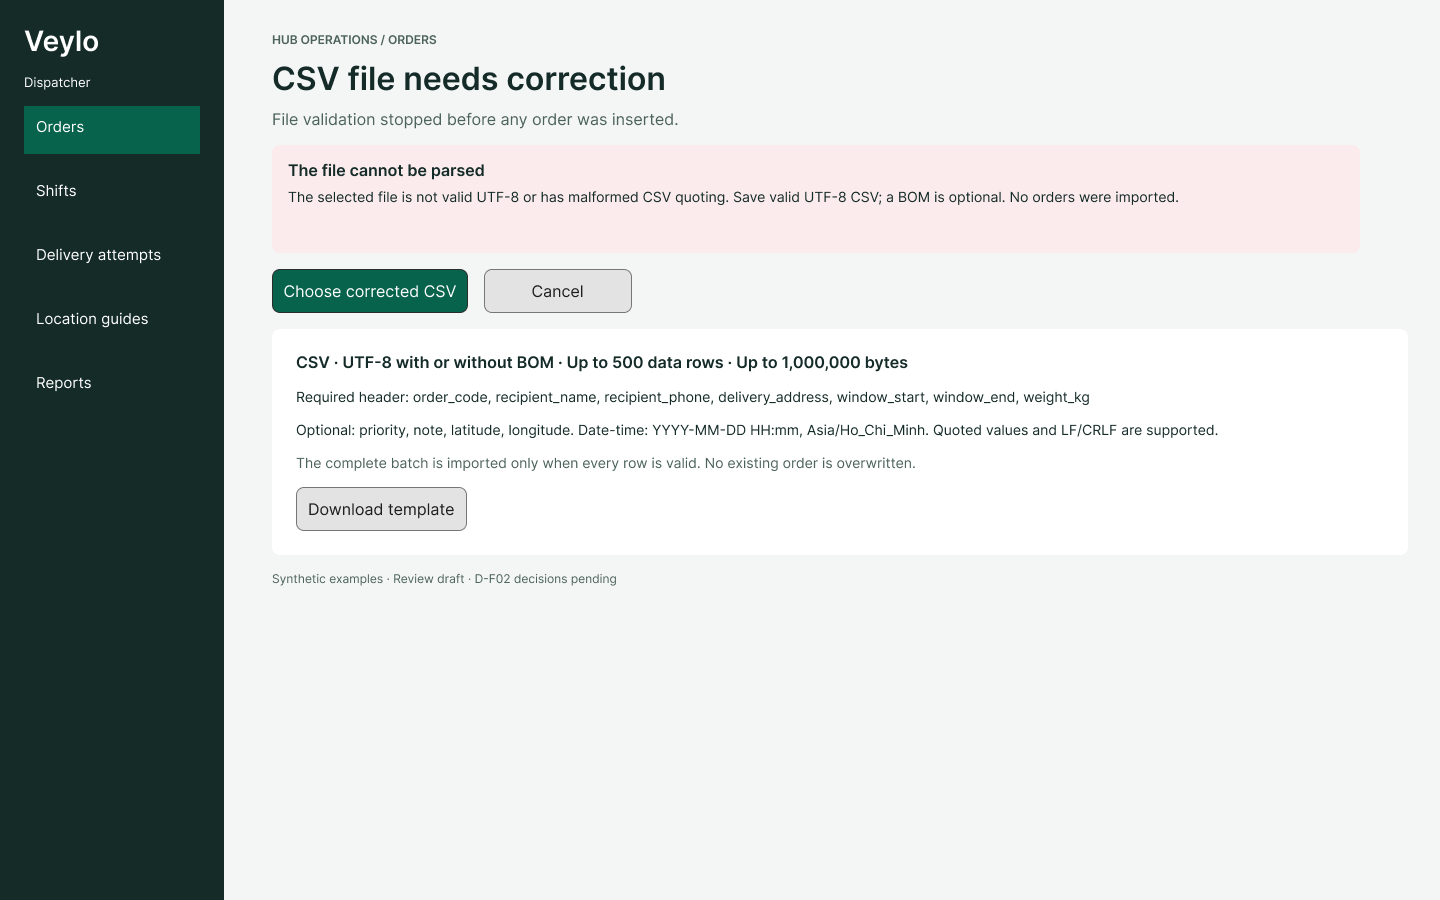 Veylo
Dispatcher
Orders
Shifts
Delivery attempts
Location guides
Reports
HUB OPERATIONS / ORDERS
CSV file needs correction
File validation stopped before any order was inserted.
The file cannot be parsed
The selected file is not valid UTF-8 or has malformed CSV quoting. Save valid UTF-8 CSV; a BOM is optional. No orders were imported.
Choose corrected CSV
Cancel
CSV · UTF-8 with or without BOM · Up to 500 data rows · Up to 1,000,000 bytes
Required header: order_code, recipient_name, recipient_phone, delivery_address, window_start, window_end, weight_kg
Optional: priority, note, latitude, longitude. Date-time: YYYY-MM-DD HH:mm, Asia/Ho_Chi_Minh. Quoted values and LF/CRLF are supported.
The complete batch is imported only when every row is valid. No existing order is overwritten.
Download template
Synthetic examples · Review draft · D-F02 decisions pending